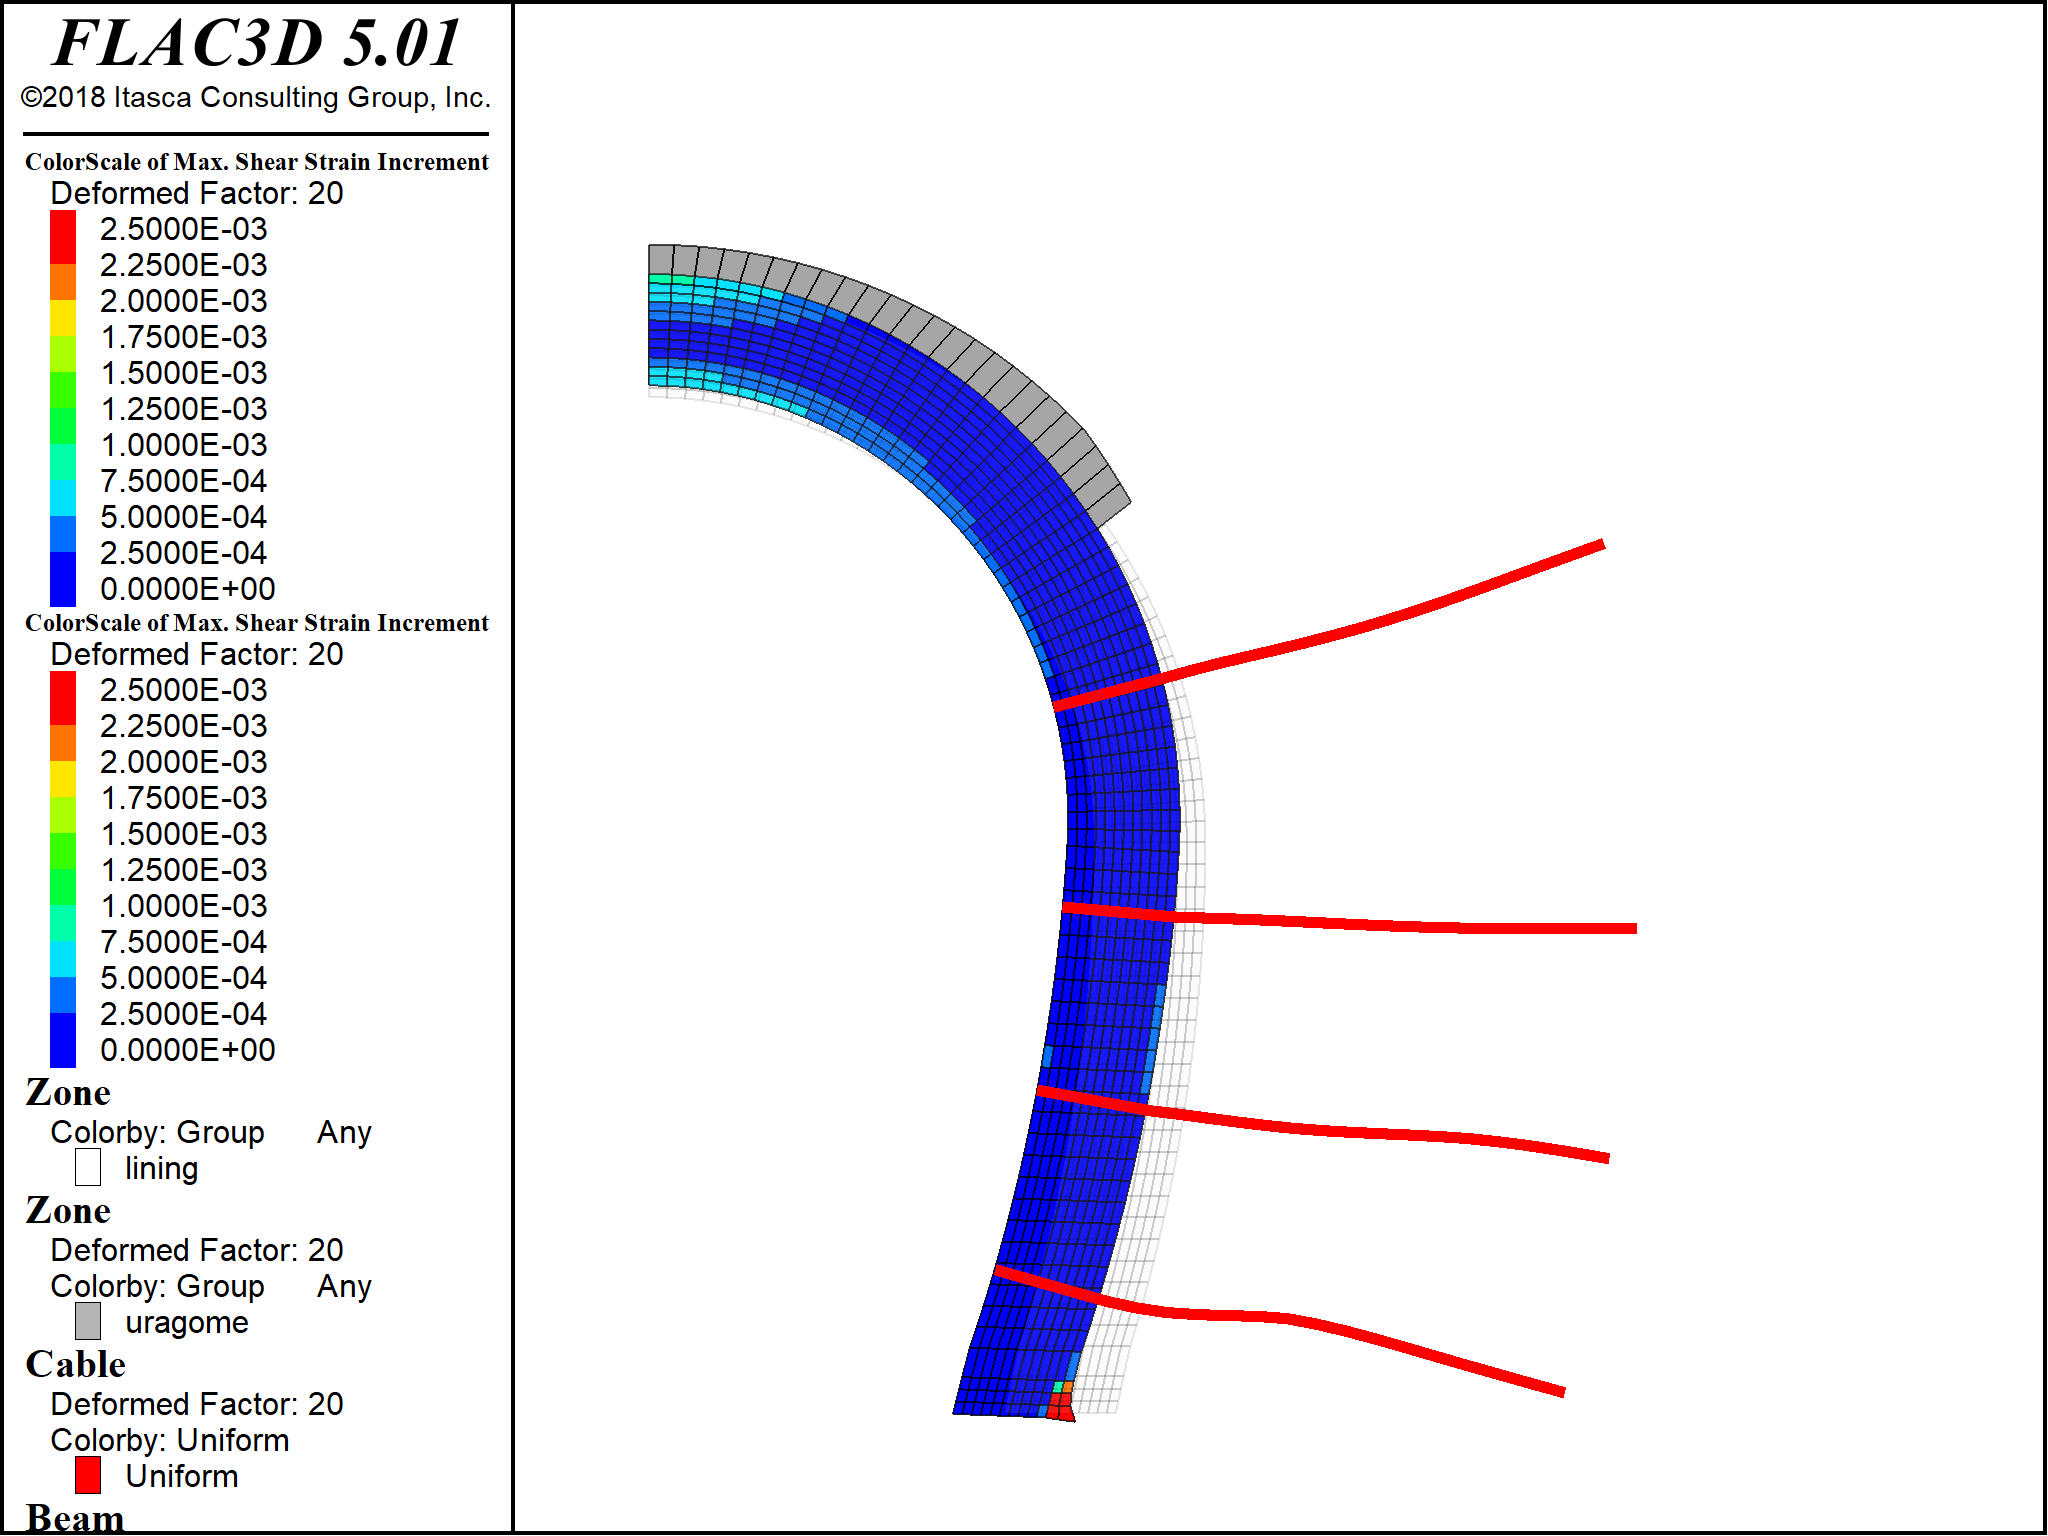 FLAC3D 5.01
©2018 Itasca Consulting Group, Inc.
ColorScale of Max. Shear Strain Increment
Deformed Factor: 20
2.5000E-03
2.2500E-03
2.0000E-03
1.7500E-03
1.5000E-03
1.2500E-03
1.0000E-03
7.5000E-04
5.0000E-04
2.5000E-04
0.0000E+00
ColorScale of Max. Shear Strain Increment
Deformed Factor: 20
2.5000E-03
2.2500E-03
2.0000E-03
1.7500E-03
1.5000E-03
1.2500E-03
1.0000E-03
7.5000E-04
5.0000E-04
2.5000E-04
0.0000E+00
Zone
Colorby: Group Any
lining
Zone
Deformed Factor: 20
Colorby: Group Any
uragome
Cable
Deformed Factor: 20
Colorby: Uniform
Uniform
Beam